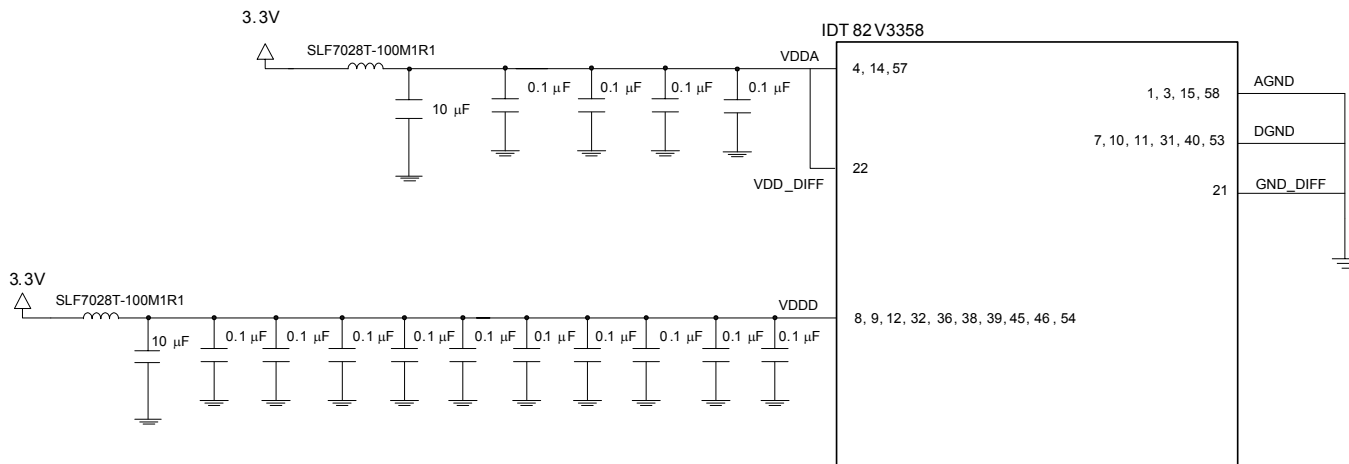 3.3V
IDT 82V3358
SLF7028T-100M1R1
VDDA
4, 14, 57
10 μF
0.1 μF
0.1 μF
0.1 μF
0.1 μF
AGND
1, 3, 15, 58
DGND
7, 10, 11, 31, 40, 53
22
VDD_DIFF
GND_DIFF
21
3.3V
SLF7028T-100M1R1
VDDD
8, 9, 12, 32, 36, 38, 39, 45, 46, 54
10 μF
0.1 μF
0.1 μF
0.1 μF
0.1 μF
0.1 μF
0.1 μF
0.1 μF
0.1 μF
0.1 μF
0.1 μF